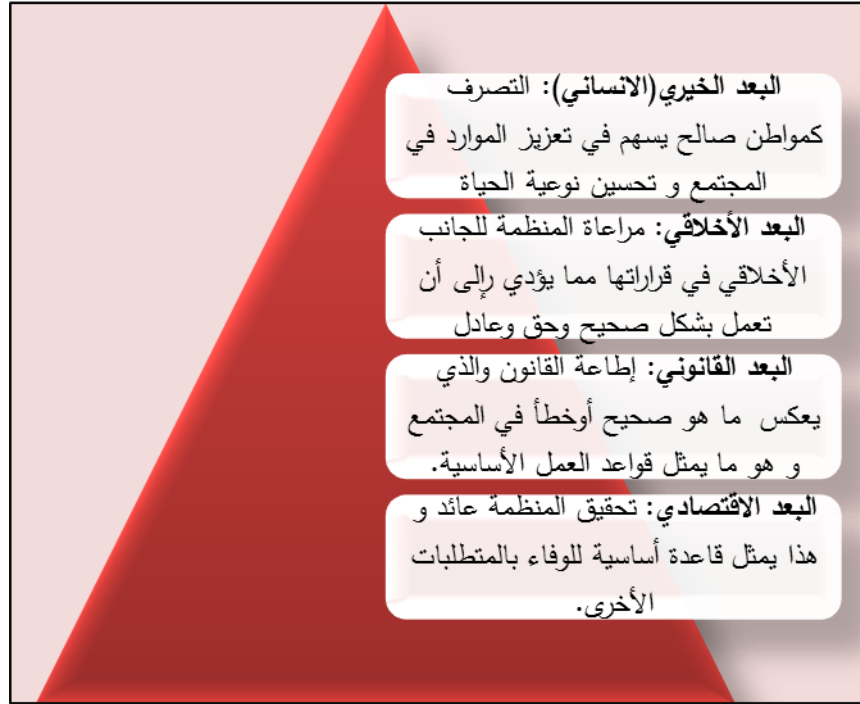 البعد الخيري(الانساني): التصرف
كمواطن صالح يسهم في تعزيز الموارد في
المجتمع و تحسين نوعية الحياة
البعد الأخلاقي: مراعاة المنظمة للجانب
الأخلاقي في قراراتها مما يؤدي رإلى أن
تعمل بشكل صحيح وحق وعادل
البعد القانوني: إطاعة القانون والذي
يعكس ما هو صحيح أوخطأ في المجتمع
و هو ما يمثل قواعد العمل الأساسية.
البعد الاقتصادي: تحقيق المنظمة عائد و
هذا يمثل قاعدة أساسية للوفاء بالمتطلبات
الأخرى.